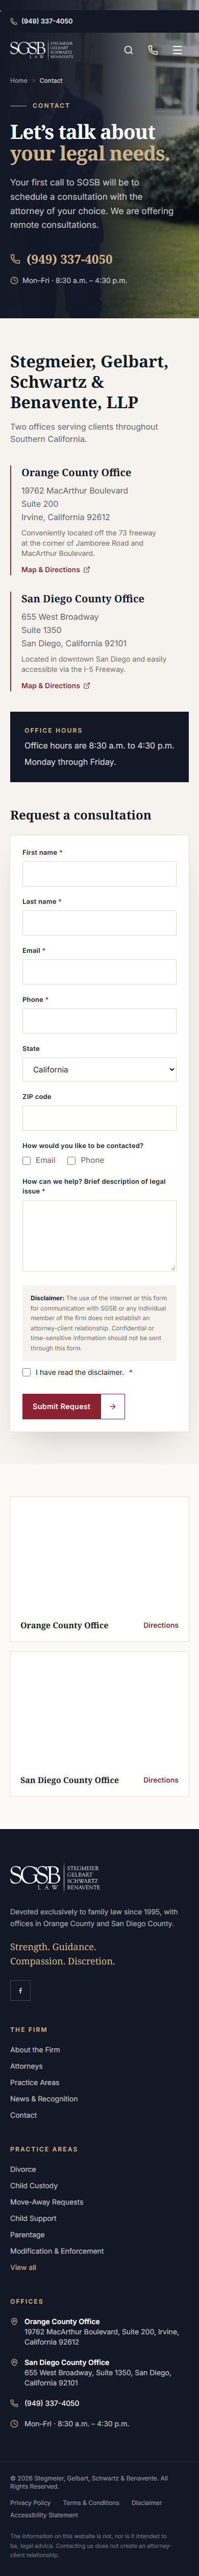 (949) 337-4050
SGSB LAW STEGMEIER GELBART SCHWARTZ BENAVENTE
Home > Contact
CONTACT
Let's talk about
your legal needs.
Your first call to SGSB will be to
schedule a consultation with the
attorney of your choice. We are offering
remote consultations.
(949) 337-4050
Mon–Fri · 8:30 a.m. – 4:30 p.m.
Stegmeier, Gelbart,
Schwartz &
Benavente, LLP
Two offices serving clients throughout
Southern California.
Orange County Office
19762 MacArthur Boulevard
Suite 200
Irvine, California 92612
Conveniently located off the 73 freeway
at the corner of Jamboree Road and
MacArthur Boulevard.
Map & Directions
San Diego County Office
655 West Broadway
Suite 1350
San Diego, California 92101
Located in downtown San Diego and easily
accessible via the I-5 Freeway.
Map & Directions
OFFICE HOURS
Office hours are 8:30 a.m. to 4:30 p.m.
Monday through Friday.
Request a consultation
First name *
Last name *
Email *
Phone *
State
California
ZIP code
How would you like to be contacted?
Email Phone
How can we help? Brief description of legal
issue *
Disclaimer: The use of the internet or this form
for communication with SGSB or any individual
member of the firm does not establish an
attorney-client relationship. Confidential or
time-sensitive information should not be sent
through this form.
I have read the disclaimer. *
Submit Request
Orange County Office Directions
San Diego County Office Directions
SGSB LAW STEGMEIER GELBART SCHWARTZ BENAVENTE
Devoted exclusively to family law since 1995, with
offices in Orange County and San Diego County.
Strength. Guidance.
Compassion. Discretion.
THE FIRM
About the Firm
Attorneys
Practice Areas
News & Recognition
Contact
PRACTICE AREAS
Divorce
Child Custody
Move-Away Requests
Child Support
Parentage
Modification & Enforcement
View all
OFFICES
Orange County Office
19762 MacArthur Boulevard, Suite 200, Irvine,
California 92612
San Diego County Office
655 West Broadway, Suite 1350, San Diego,
California 92101
(949) 337-4050
Mon–Fri · 8:30 a.m. – 4:30 p.m.
© 2026 Stegmeier, Gelbart, Schwartz & Benavente. All
Rights Reserved.
Privacy Policy Terms & Conditions Disclaimer
Accessibility Statement
The information on this website is not, nor is it intended to
be, legal advice. Contacting us does not create an attorney-
client relationship.